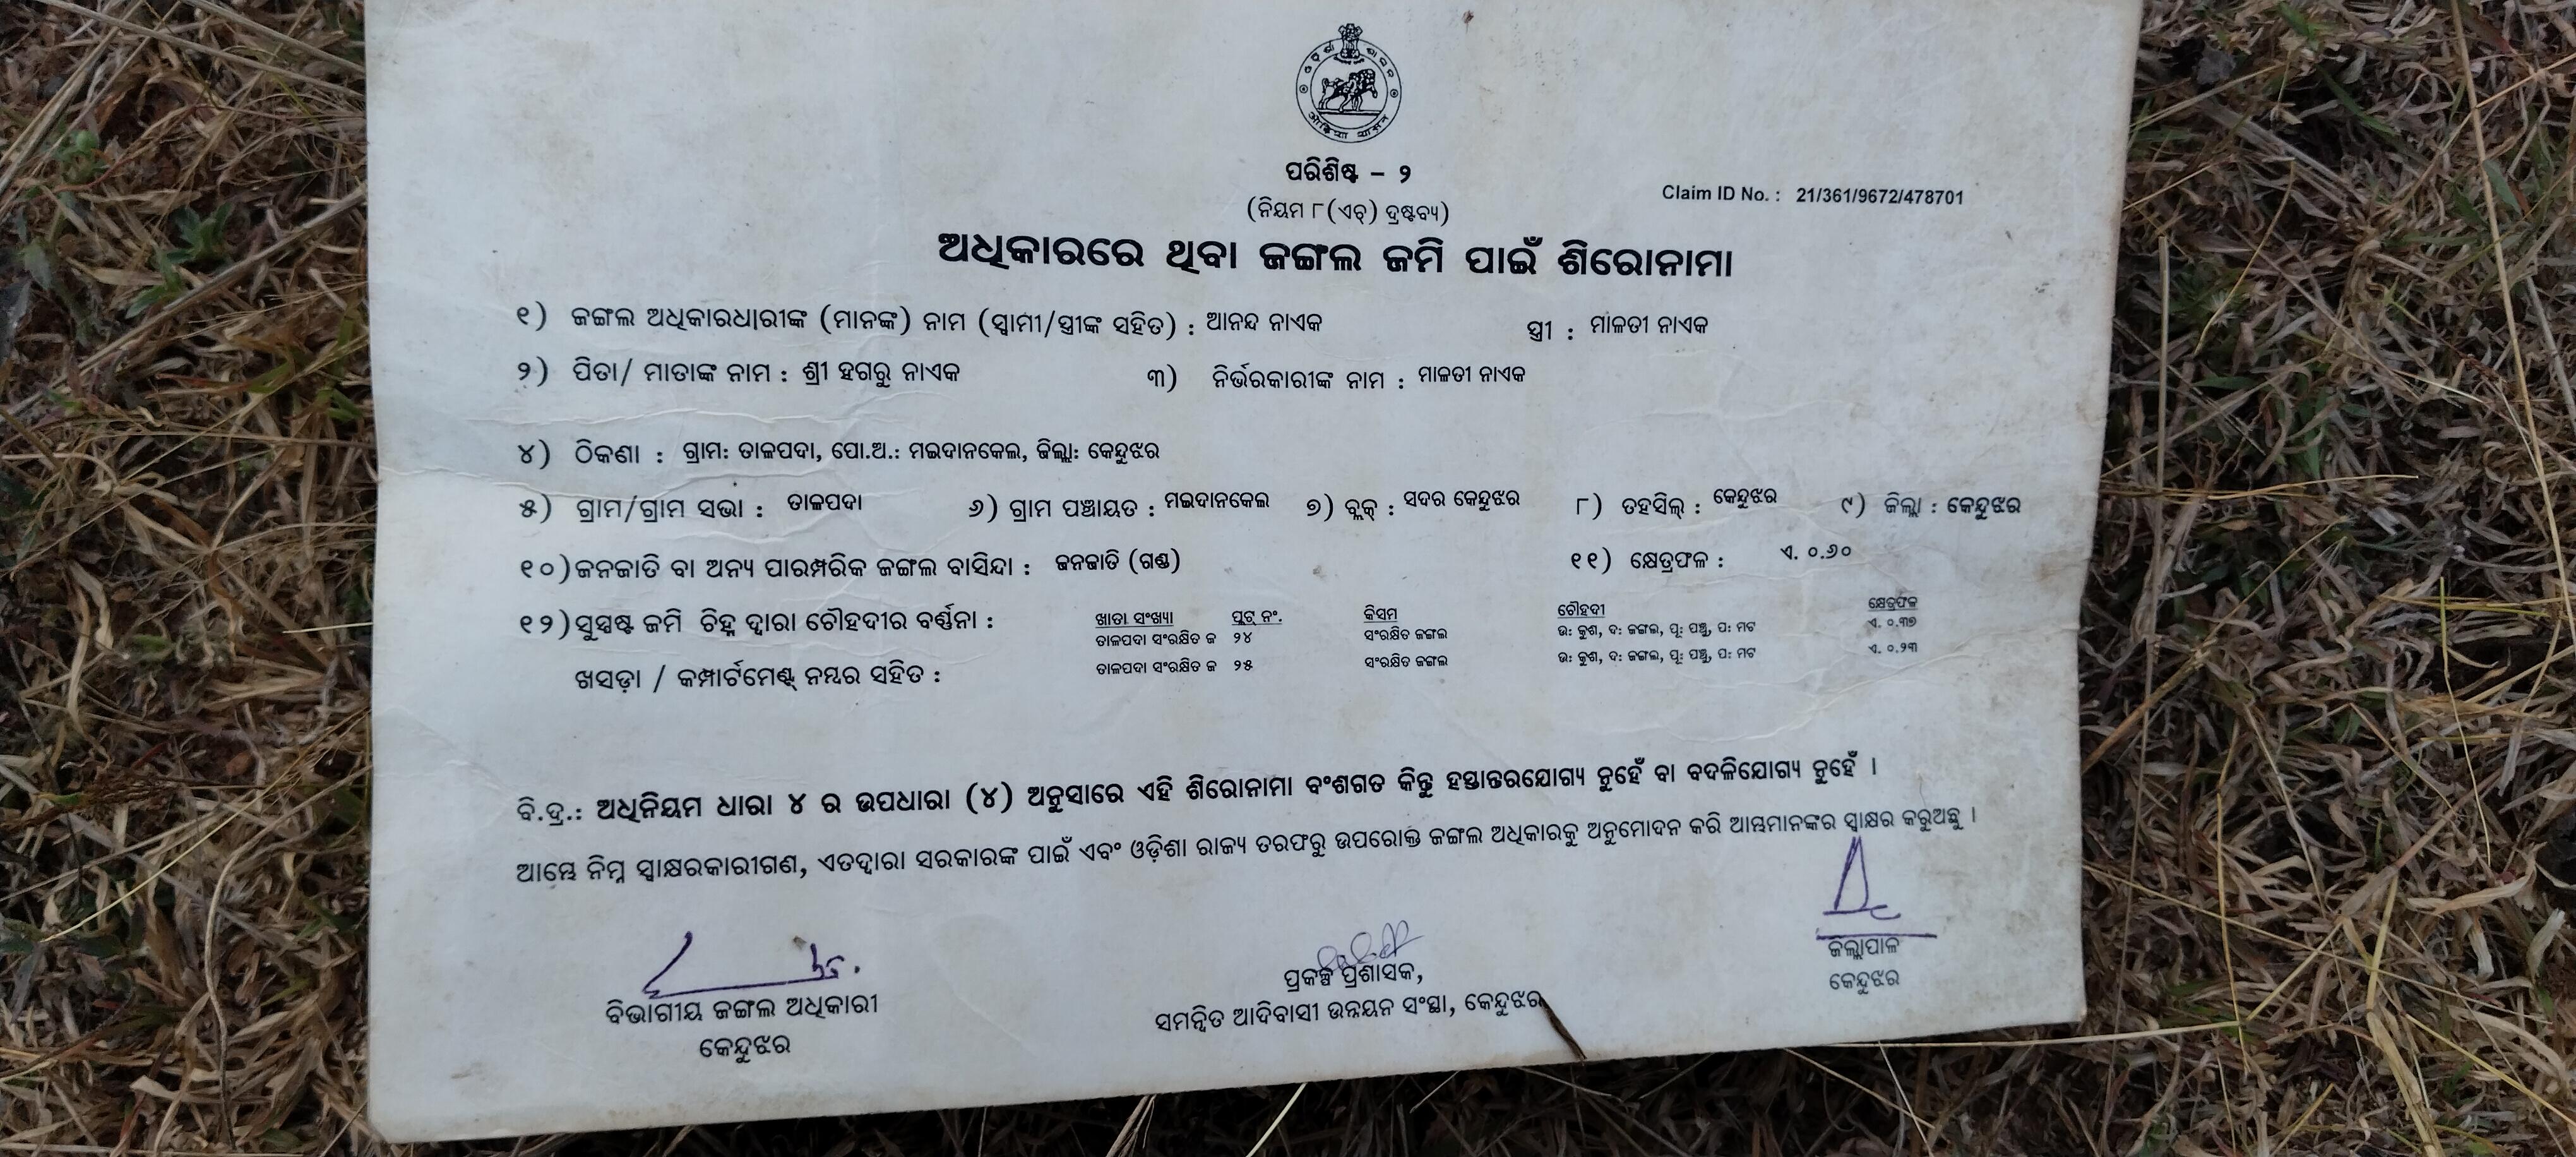 ପରିଶିଷ୍ଟ – ୨
(ନିୟମ ୮(ଏଚ୍) ଦ୍ରଷ୍ଟବ୍ୟ)
Claim ID No. : 21/361/9672/478701
ଅଧିକାରରେ ଥିବା ଜଙ୍ଗଲ ଜମି ପାଇଁ ଶିରୋନାମା
୧) ଜଙ୍ଗଲ ଅଧିକାରଧାରୀଙ୍କ (ମାନଙ୍କ) ନାମ (ସ୍ୱାମୀ/ସ୍ତ୍ରୀଙ୍କ ସହିତ) : ଆନନ୍ଦ ନାଏକ ସ୍ତ୍ରୀ : ମାଳତୀ ନାଏକ
୨) ପିତା/ ମାତାଙ୍କ ନାମ : ଶ୍ରୀ ହଗରୁ ନାଏକ ୩) ନିର୍ଭରକାରୀଙ୍କ ନାମ : ମାଳତୀ ନାଏକ
୪) ଠିକଣା : ଗ୍ରାମ: ତାଳପଦା, ପୋ.ଅ.: ମଇଦାନକେଲ, ଜିଲ୍ଲା: କେନ୍ଦୁଝର
୫) ଗ୍ରାମ/ଗ୍ରାମ ସଭା : ତାଳପଦା ୬) ଗ୍ରାମ ପଞ୍ଚାୟତ : ମଇଦାନକେଲ ୭) ବ୍ଲକ୍ : ସଦର କେନ୍ଦୁଝର ୮) ତହସିଲ୍ : କେନ୍ଦୁଝର ୯) ଜିଲ୍ଲା : କେନ୍ଦୁଝର
୧୦) ଜନଜାତି ବା ଅନ୍ୟ ପାରମ୍ପରିକ ଜଙ୍ଗଲ ବାସିନ୍ଦା : ଜନଜାତି (ଗଣ୍ଡ) ୧୧) କ୍ଷେତ୍ରଫଳ : ଏ. ୦.୬୦
୧୨) ସୁସ୍ପଷ୍ଟ ଜମି ଚିହ୍ନ ଦ୍ୱାରା ଚୌହଦୀର ବର୍ଣ୍ଣନା :
ଖାତା ସଂଖ୍ୟା ପ୍ଲଟ୍ ନଂ. କିସମ ଚୌହଦୀ କ୍ଷେତ୍ରଫଳ
ତାଳପଦା ସଂରକ୍ଷିତ ଜ ୨୪ ସଂରକ୍ଷିତ ଜଙ୍ଗଲ ଉ: କୁଶ, ଦ: ଜଙ୍ଗଲ, ପୂ: ପଞ୍ଚୁ, ପ: ମଟ ଏ. ୦.୩୭
ତାଳପଦା ସଂରକ୍ଷିତ ଜ ୨୫ ସଂରକ୍ଷିତ ଜଙ୍ଗଲ ଉ: କୁଶ, ଦ: ଜଙ୍ଗଲ, ପୂ: ପଞ୍ଚୁ, ପ: ମଟ ଏ. ୦.୨୩
ଖସଡ଼ା / କମ୍ପାର୍ଟମେଣ୍ଟ୍ ନମ୍ବର ସହିତ :
ବି.ଦ୍ର.: ଅଧିନିୟମ ଧାରା ୪ ର ଉପଧାରା (୪) ଅନୁସାରେ ଏହି ଶିରୋନାମା ବଂଶଗତ କିନ୍ତୁ ହସ୍ତାନ୍ତରଯୋଗ୍ୟ ନୁହେଁ ବା ବଦଳିଯୋଗ୍ୟ ନୁହେଁ ।
ଆମ୍ଭେ ନିମ୍ନ ସ୍ୱାକ୍ଷରକାରୀଗଣ, ଏତଦ୍ଦ୍ୱାରା ସରକାରଙ୍କ ପାଇଁ ଏବଂ ଓଡ଼ିଶା ରାଜ୍ୟ ତରଫରୁ ଉପରୋକ୍ତ ଜଙ୍ଗଲ ଅଧିକାରକୁ ଅନୁମୋଦନ କରି ଆମ୍ଭମାନଙ୍କର ସ୍ୱାକ୍ଷର କରୁଅଛୁ ।
ବିଭାଗୀୟ ଜଙ୍ଗଲ ଅଧିକାରୀ
କେନ୍ଦୁଝର
ପ୍ରକଳ୍ପ ପ୍ରଶାସକ,
ସମନ୍ୱିତ ଆଦିବାସୀ ଉନ୍ନୟନ ସଂସ୍ଥା, କେନ୍ଦୁଝର
ଜିଲ୍ଲାପାଳ
କେନ୍ଦୁଝର